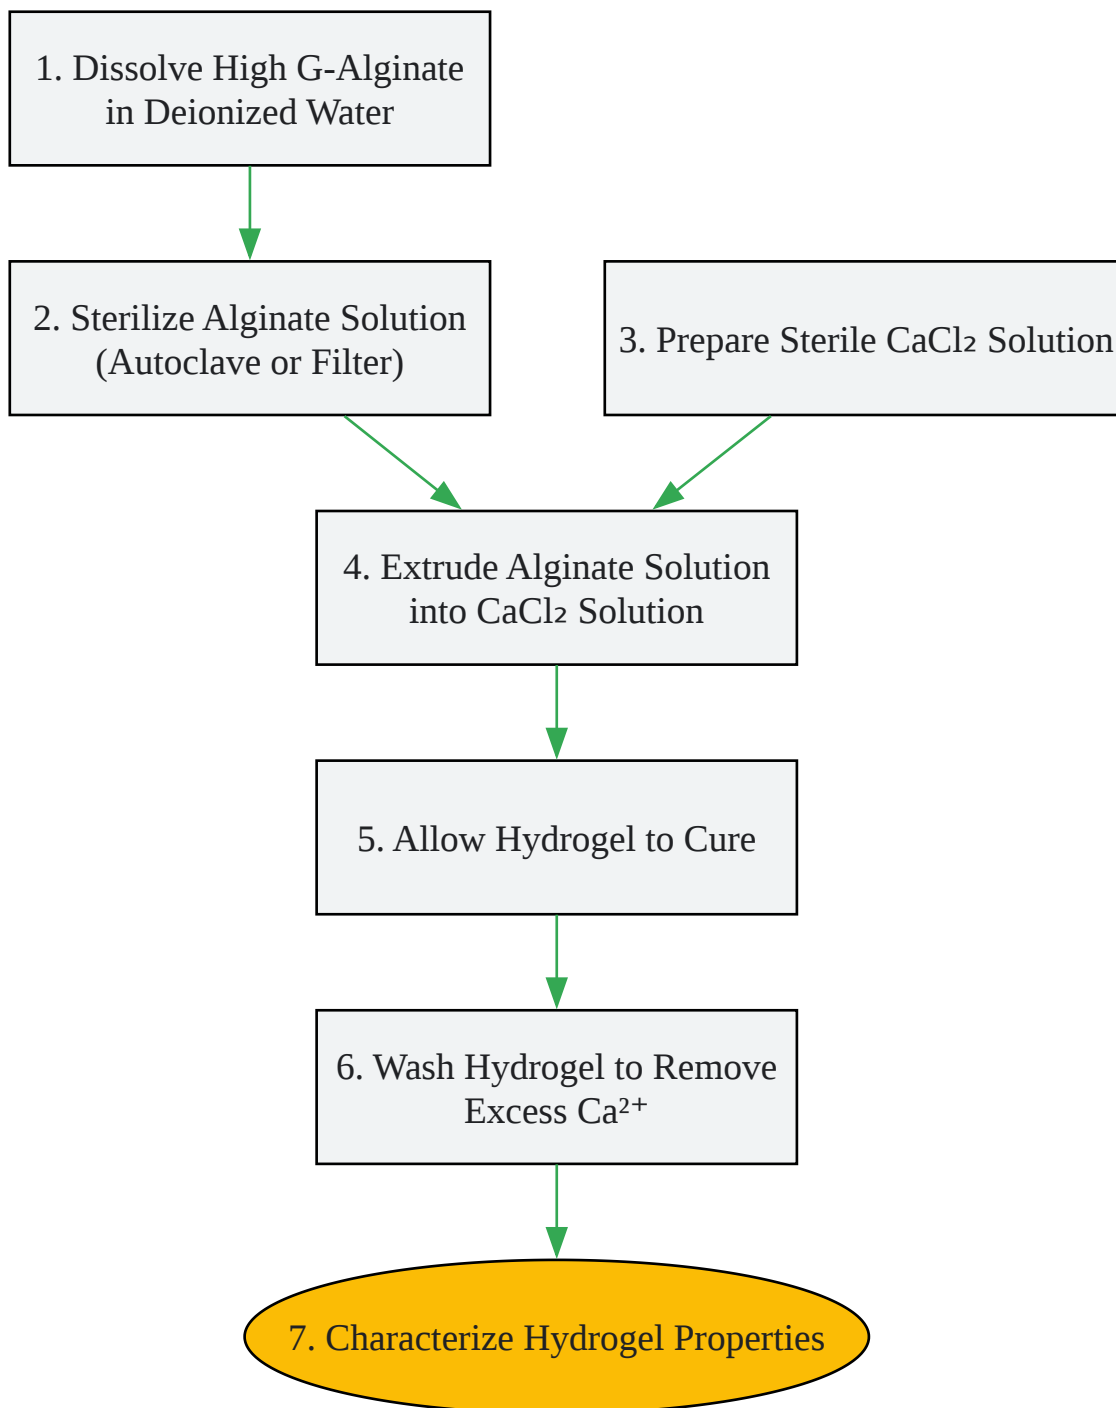 1. Dissolve High G-Alginate
in Deionized Water
2. Sterilize Alginate Solution
(Autoclave or Filter)
3. Prepare Sterile CaCl₂ Solution
4. Extrude Alginate Solution
into CaCl₂ Solution
5. Allow Hydrogel to Cure
6. Wash Hydrogel to Remove
Excess Ca²⁺
7. Characterize Hydrogel Properties